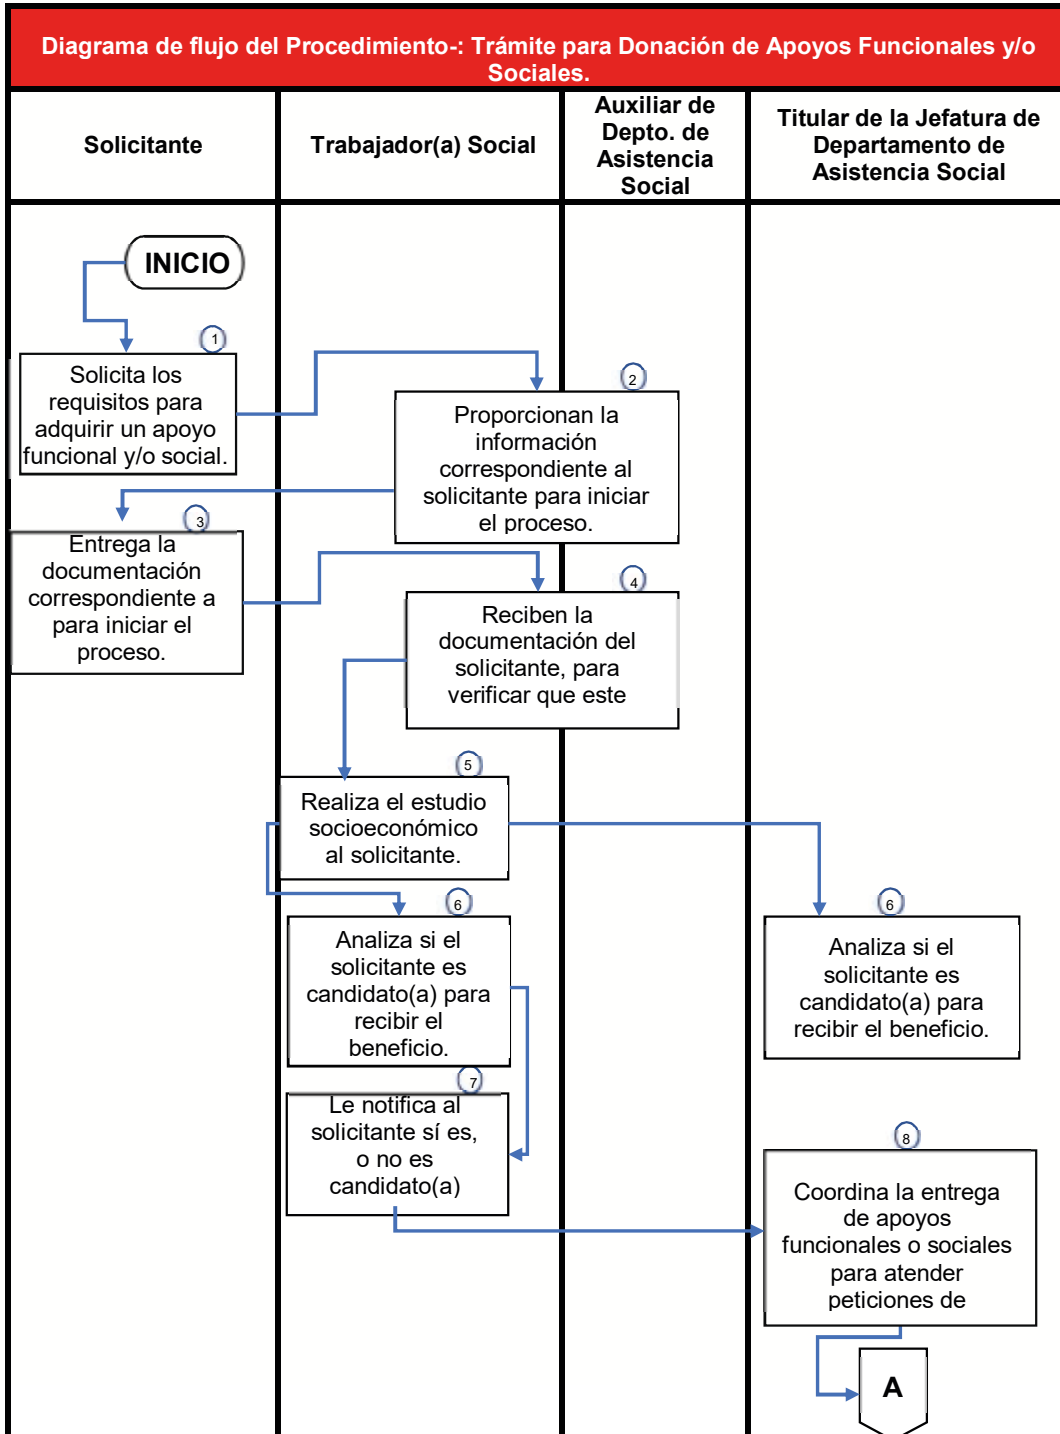 Diagrama de flujo del Procedimiento-: Trámite para Donación de Apoyos Funcionales y/o
Sociales.
Solicitante
Trabajador(a) Social
Auxiliar de
Depto. de
Asistencia
Social
Titular de la Jefatura de
Departamento de
Asistencia Social
INICIO
1
Solicita los
requisitos para
adquirir un apoyo
funcional y/o social.
2
Proporcionan la
información
correspondiente al
solicitante para iniciar
el proceso.
3
Entrega la
documentación
correspondiente a
para iniciar el
proceso.
4
Reciben la
documentación del
solicitante, para
verificar que este
5
Realiza el estudio
socioeconómico
al solicitante.
6
Analiza si el
solicitante es
candidato(a) para
recibir el
beneficio.
6
Analiza si el
solicitante es
candidato(a) para
recibir el beneficio.
7
Le notifica al
solicitante sí es,
o no es
candidato(a)
8
Coordina la entrega
de apoyos
funcionales o sociales
para atender
peticiones de
A